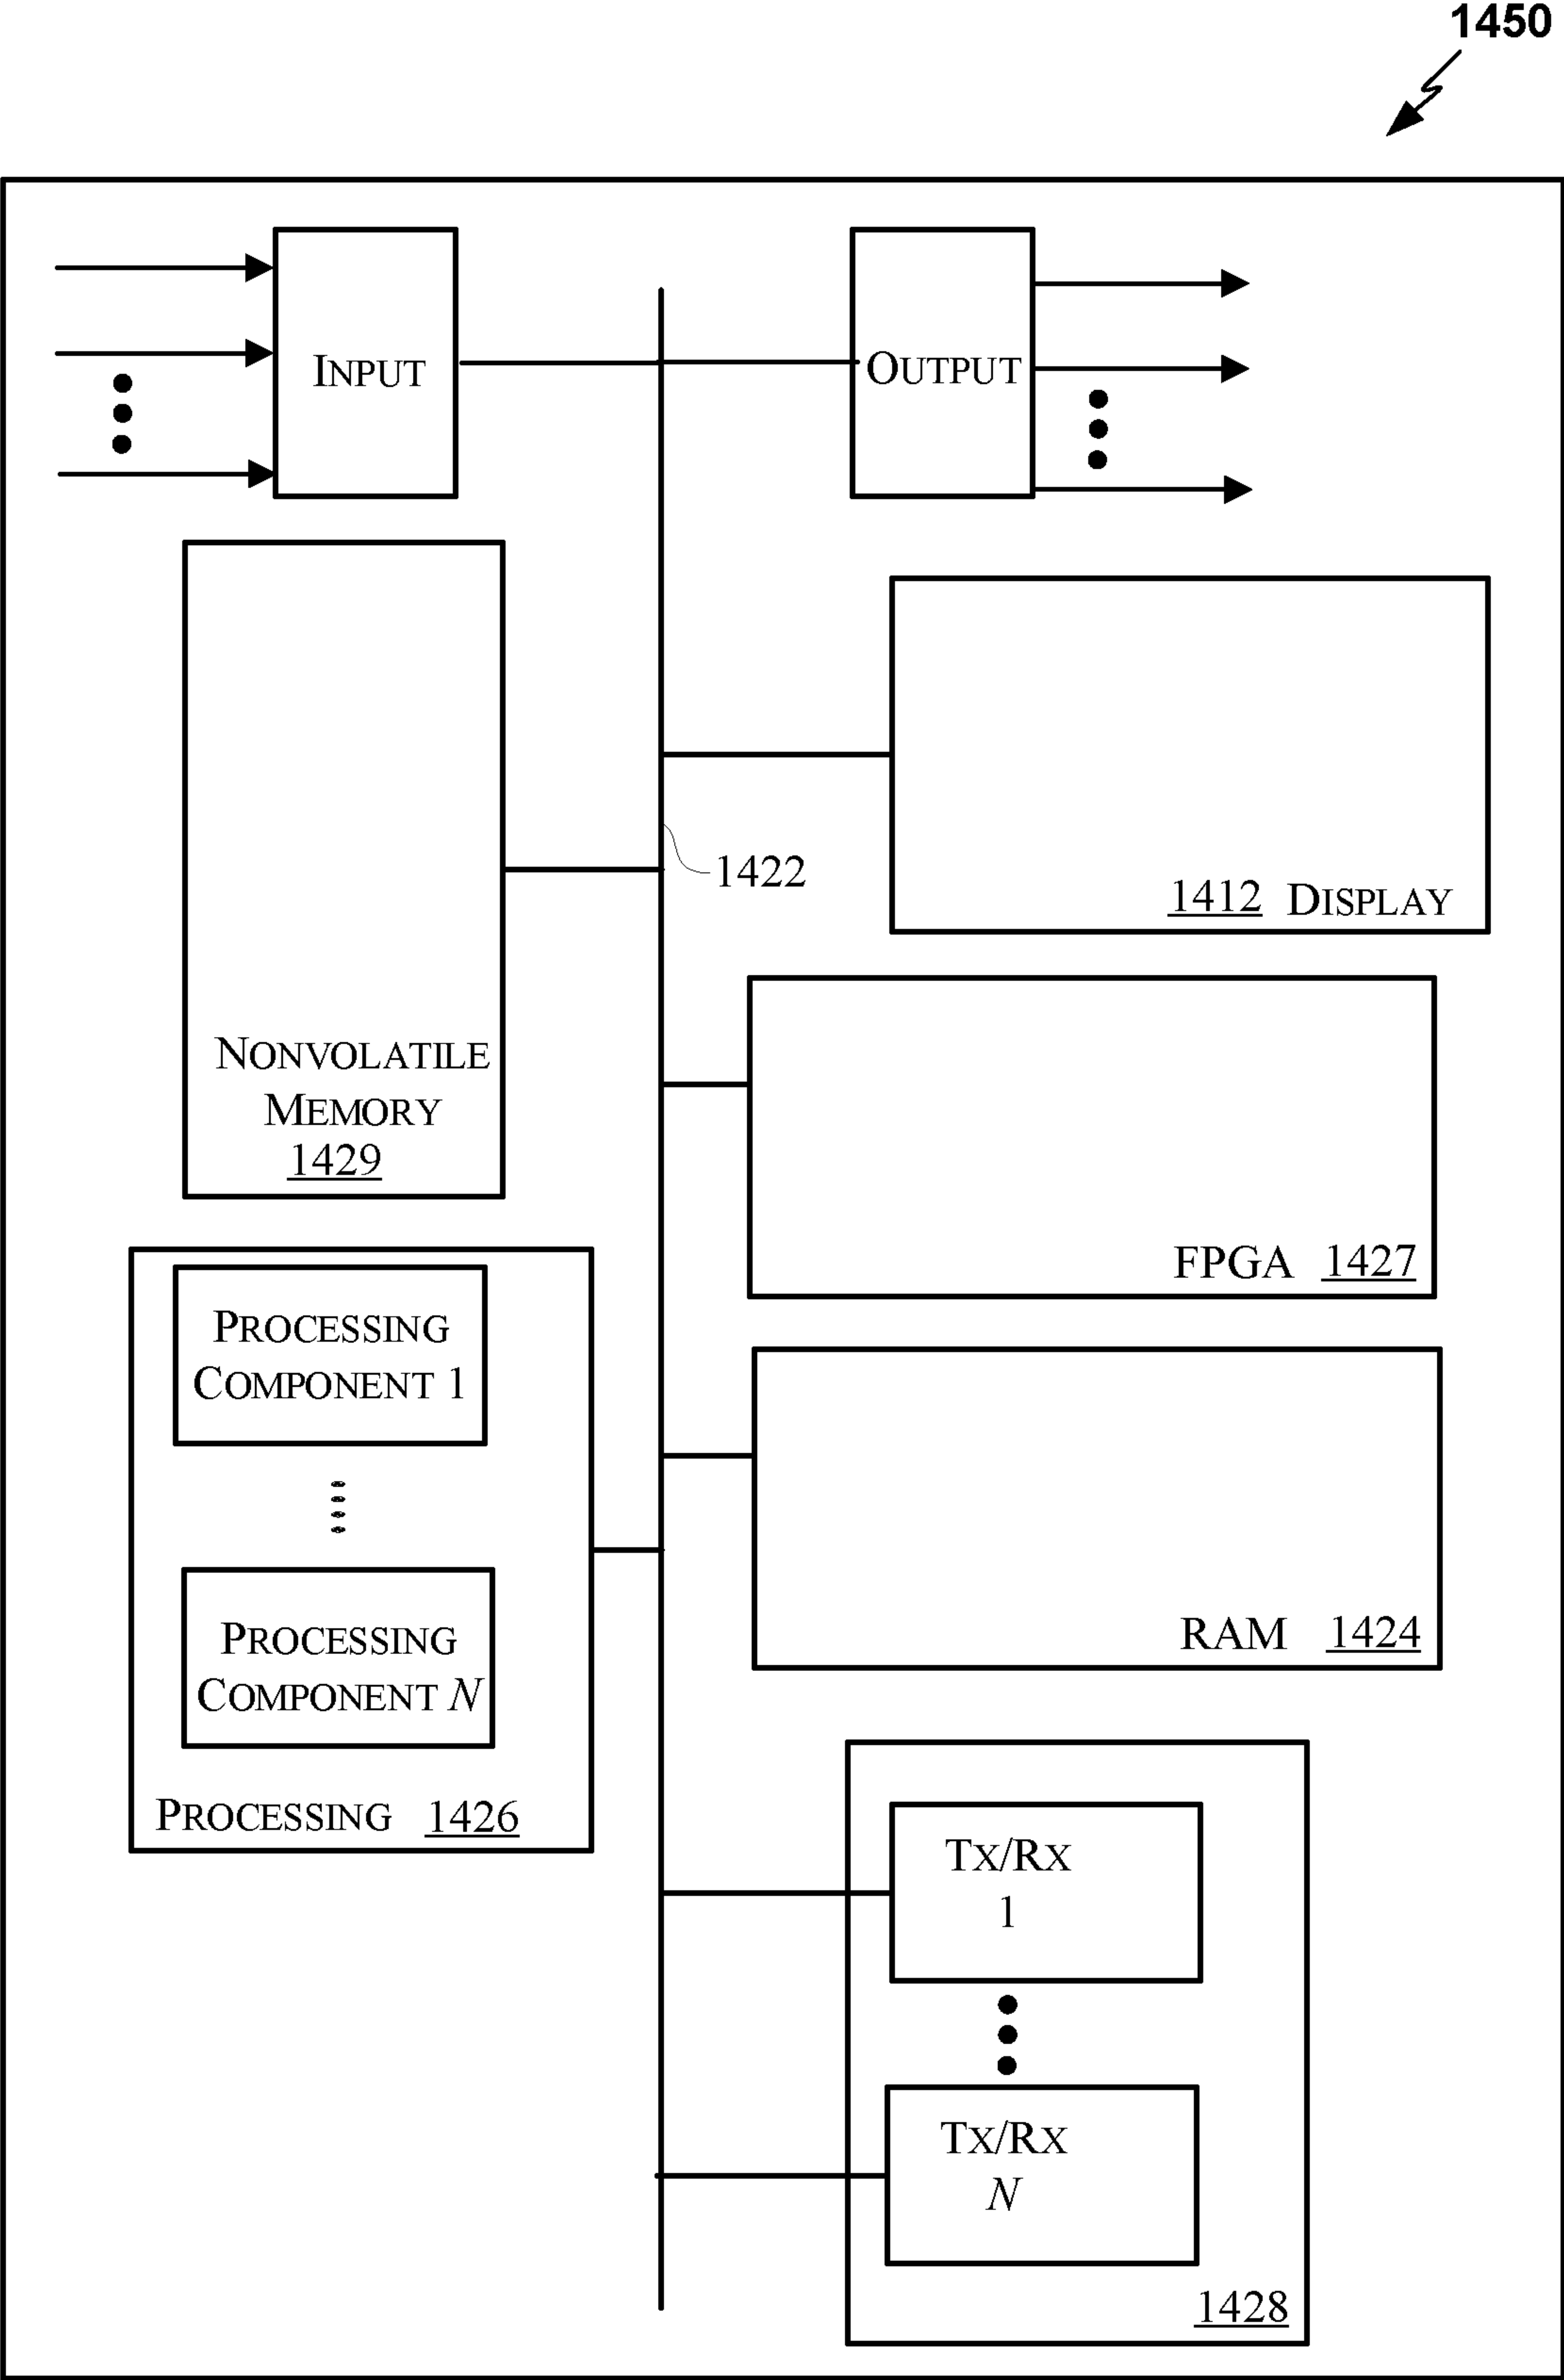 1450
INPUT
OUTPUT
1422
1412 DISPLAY
NONVOLATILE
MEMORY
1429
FPGA 1427
PROCESSING
COMPONENT 1
PROCESSING
COMPONENT N
PROCESSING 1426
RAM 1424
TX/RX
1
TX/RX
N
1428